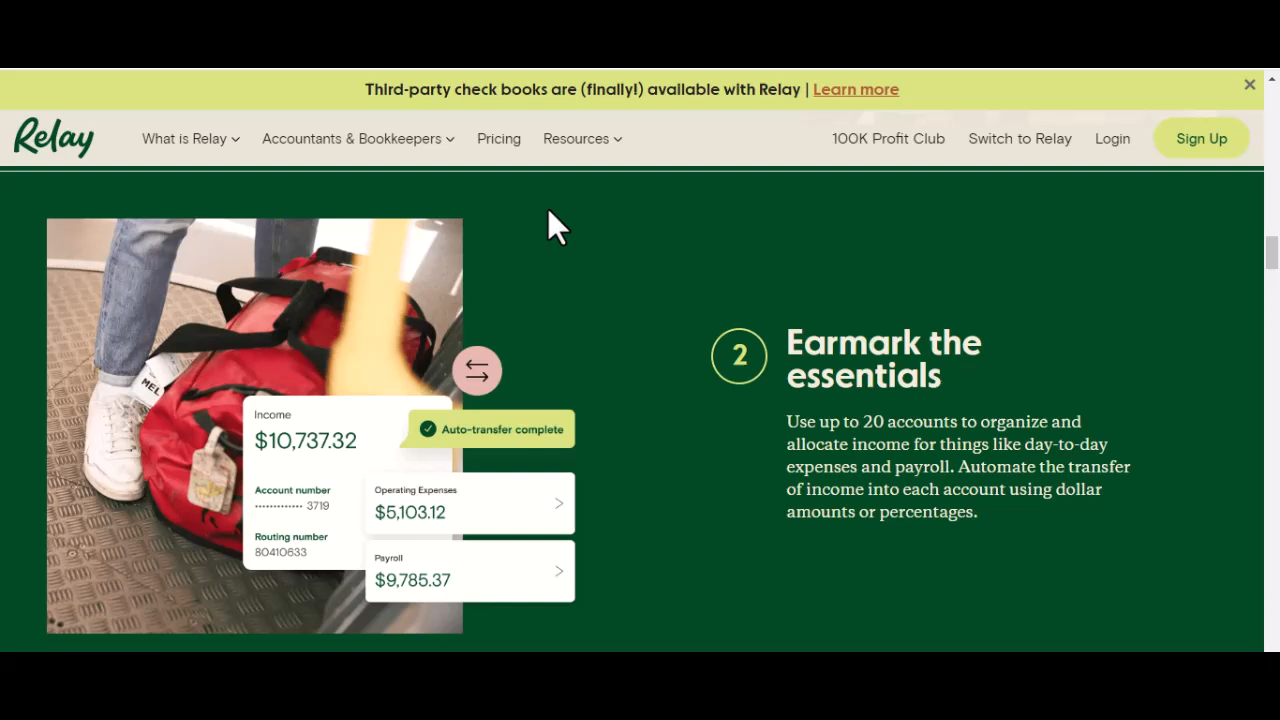 Third-party check books are (finally!) available with Relay | Learn more
Relay What is Relay Accountants & Bookkeepers Pricing Resources 100K Profit Club Switch to Relay Login Sign Up
MEL
Income
$10,737.32
Auto-transfer complete
Account number
············· 3719
Routing number
80410633
Operating Expenses
$5,103.12
Payroll
$9,785.37
2
Earmark the
essentials
Use up to 20 accounts to organize and
allocate income for things like day-to-day
expenses and payroll. Automate the transfer
of income into each account using dollar
amounts or percentages.